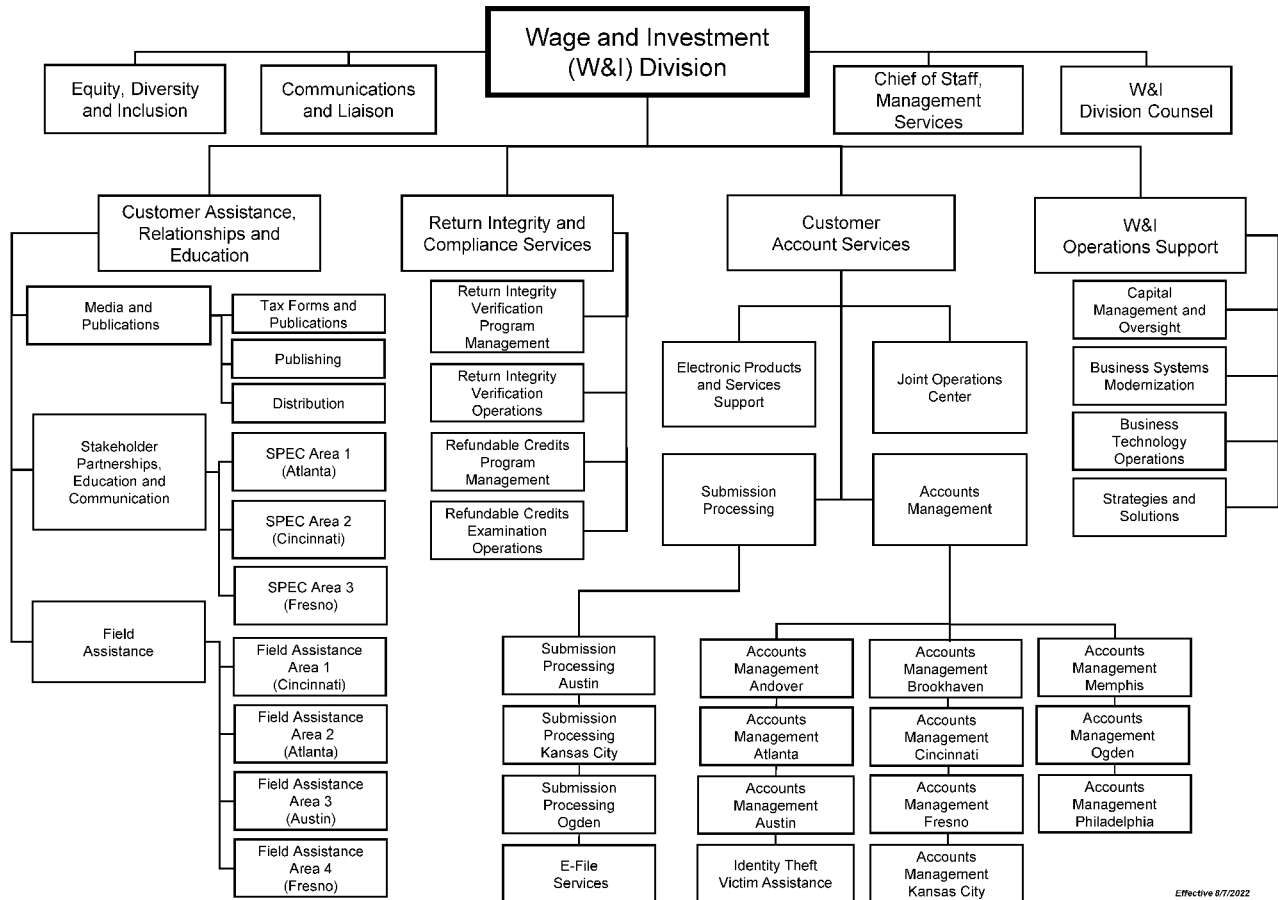 Wage and Investment
(W&I) Division
Equity, Diversity
and Inclusion
Communications
and Liaison
Chief of Staff,
Management
Services
W&I
Division Counsel
Customer Assistance,
Relationships and
Education
Return Integrity and
Compliance Services
Customer
Account Services
W&I
Operations Support
Media and
Publications
Tax Forms and
Publications
Publishing
Distribution
Stakeholder
Partnerships,
Education and
Communication
SPEC Area 1
(Atlanta)
SPEC Area 2
(Cincinnati)
SPEC Area 3
(Fresno)
Field
Assistance
Field Assistance
Area 1
(Cincinnati)
Field Assistance
Area 2
(Atlanta)
Field Assistance
Area 3
(Austin)
Field Assistance
Area 4
(Fresno)
Return Integrity
Verification
Program
Management
Return Integrity
Verification
Operations
Refundable Credits
Program
Management
Refundable Credits
Examination
Operations
Electronic Products
and Services
Support
Joint Operations
Center
Submission
Processing
Accounts
Management
Submission
Processing
Austin
Submission
Processing
Kansas City
Submission
Processing
Ogden
E-File
Services
Accounts
Management
Andover
Accounts
Management
Atlanta
Accounts
Management
Austin
Identity Theft
Victim Assistance
Accounts
Management
Brookhaven
Accounts
Management
Cincinnati
Accounts
Management
Fresno
Accounts
Management
Kansas City
Accounts
Management
Memphis
Accounts
Management
Ogden
Accounts
Management
Philadelphia
Capital
Management and
Oversight
Business Systems
Modernization
Business
Technology
Operations
Strategies and
Solutions
Effective 8/7/2022